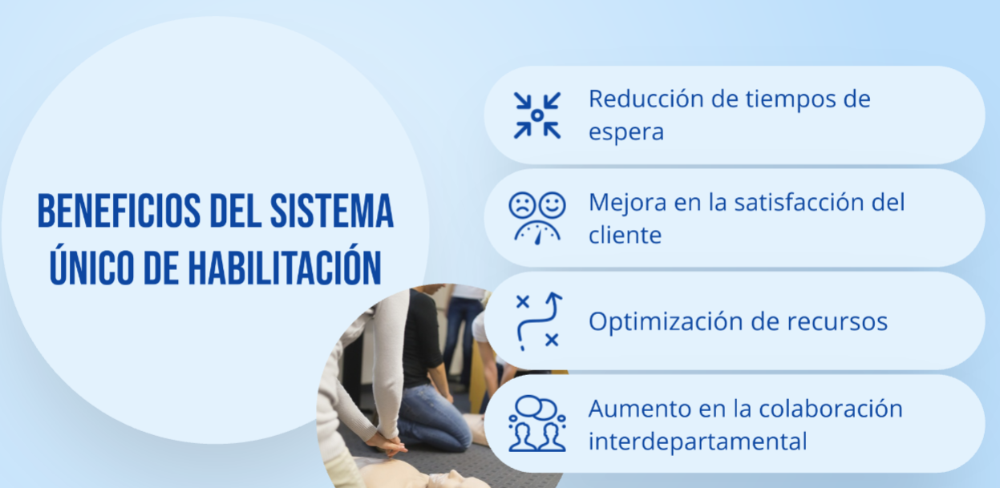 BENEFICIOS DEL SISTEMA
ÚNICO DE HABILITACIÓN
Reducción de tiempos de
espera
Mejora en la satisfacción del
cliente
Optimización de recursos
Aumento en la colaboración
interdepartamental